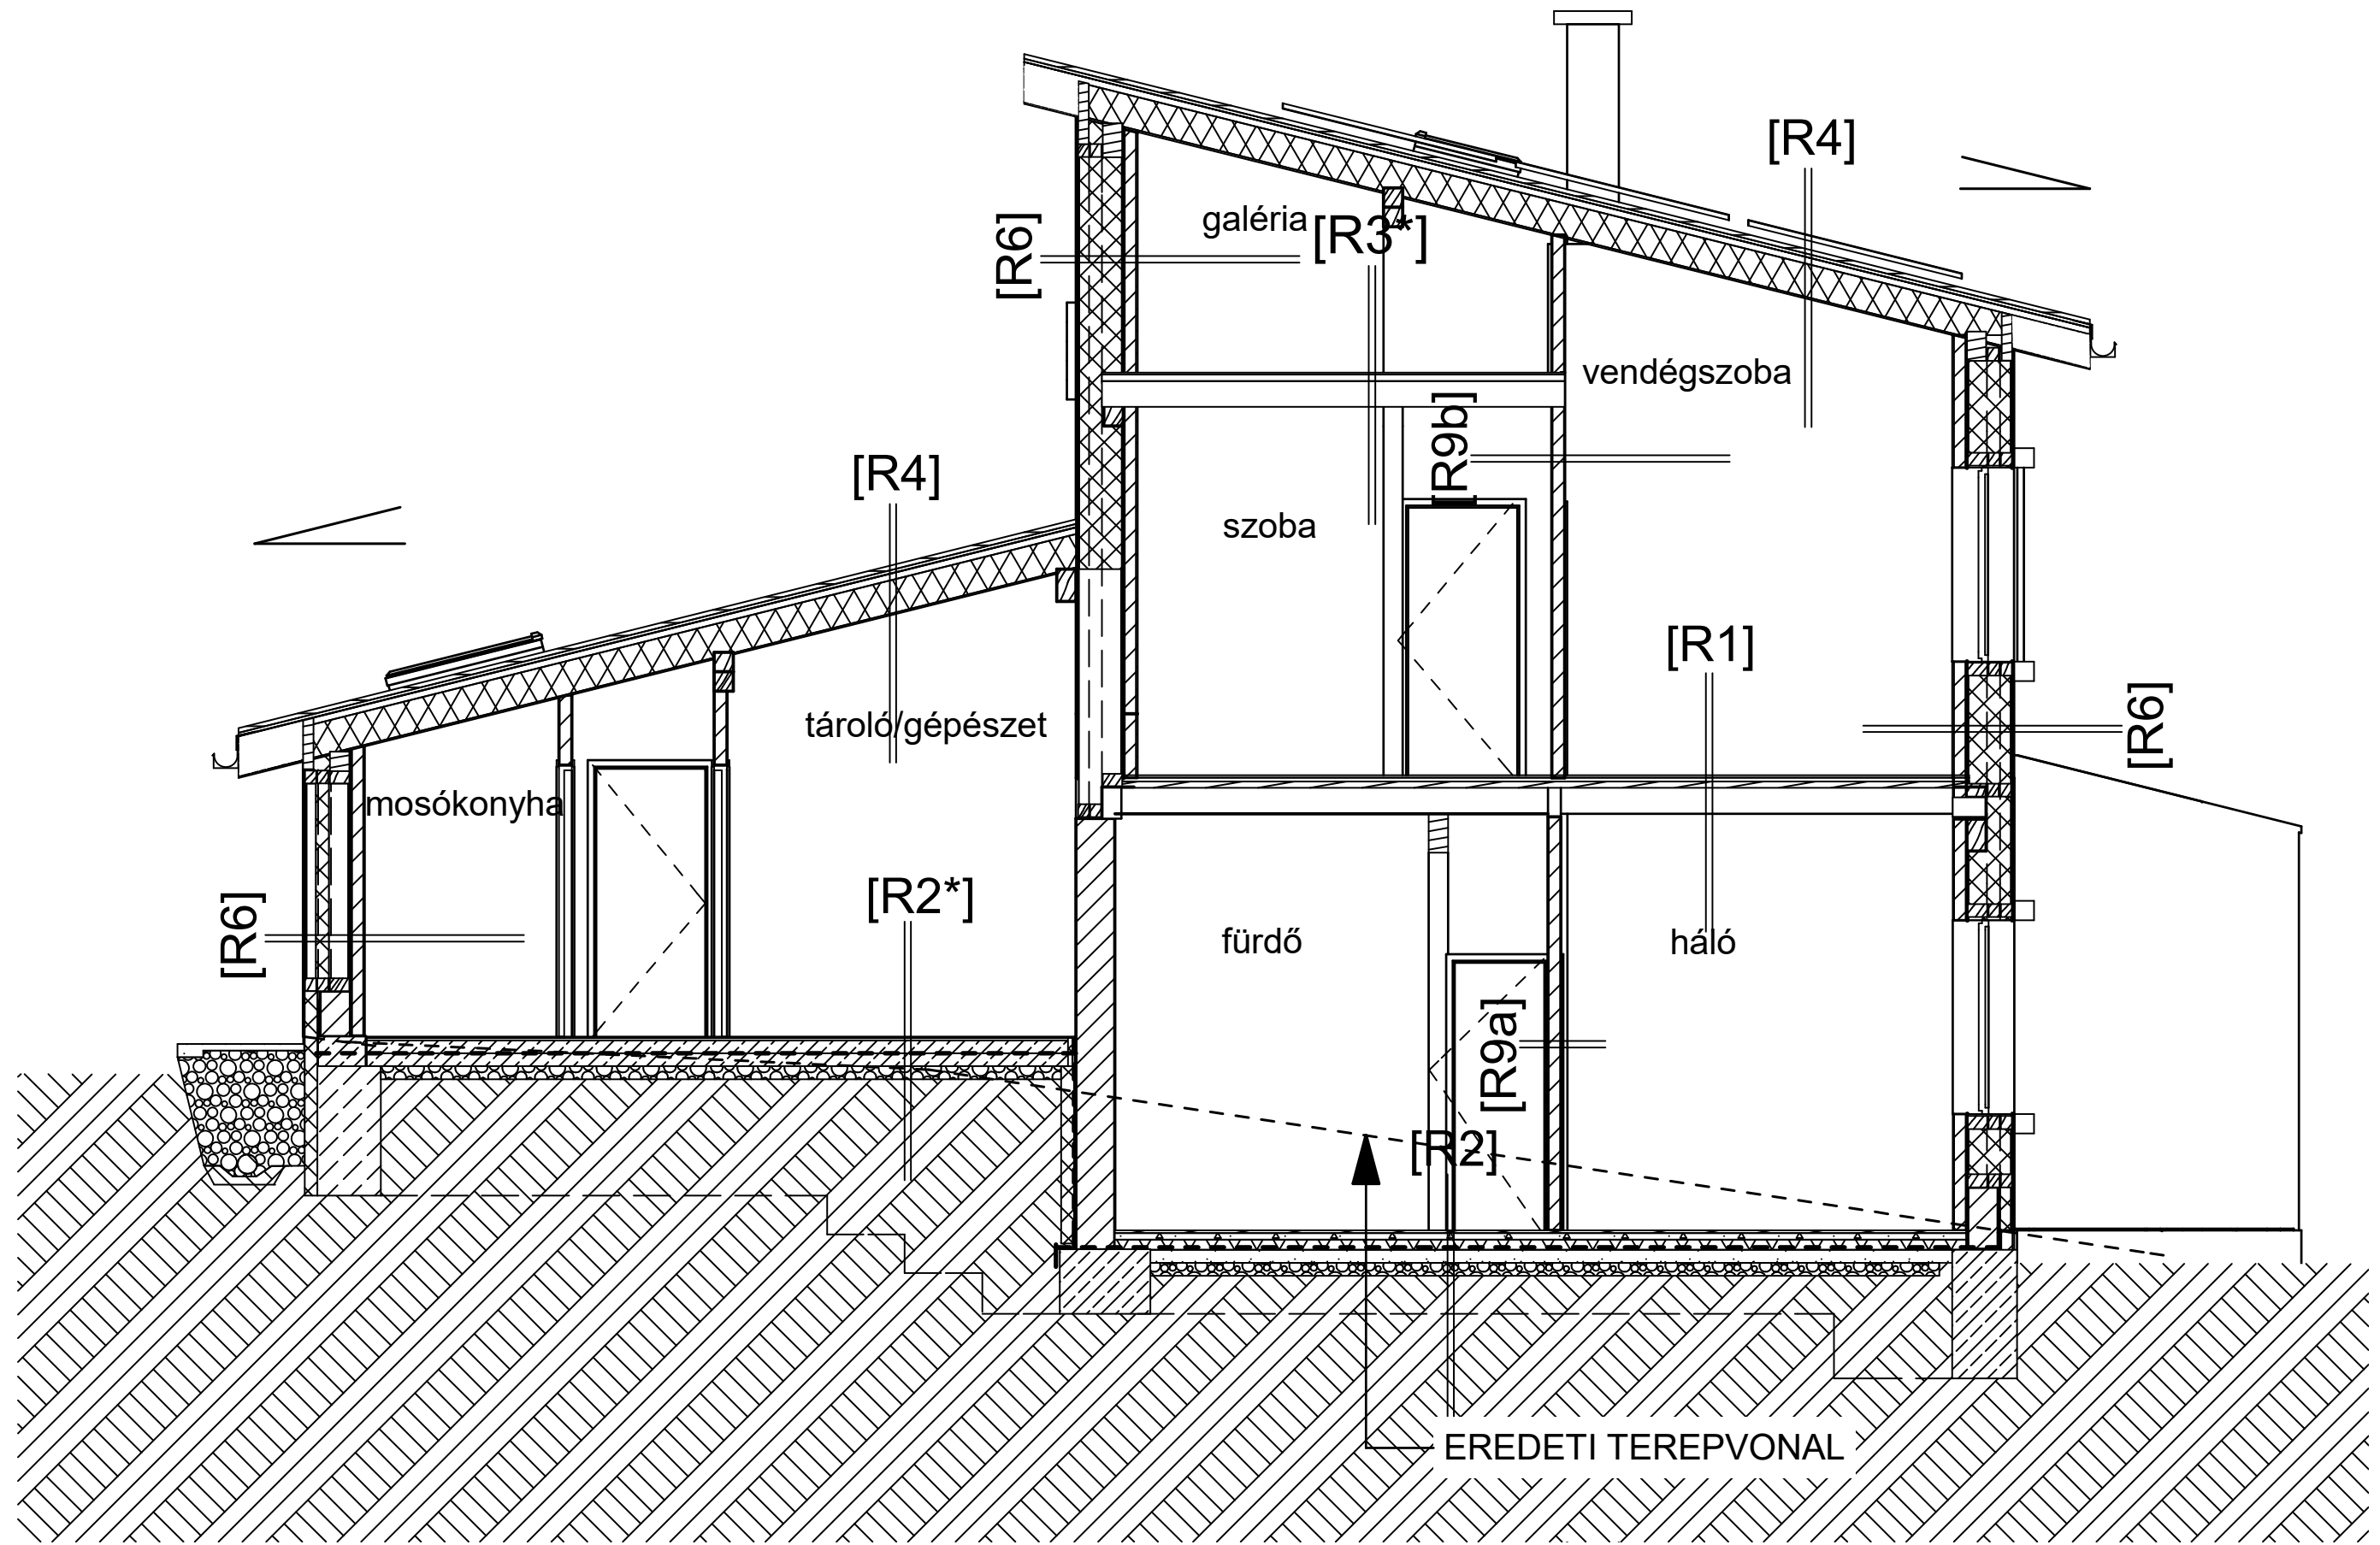 [R4]
[R6]
galéria
[R3*]
vendégszoba
[R9b]
[R4]
szoba
[R1]
[R6]
tároló/gépészet
mosókonyha
[R2*]
[R6]
fürdő
háló
[R9a]
[R2]
EREDETI TEREPVONAL